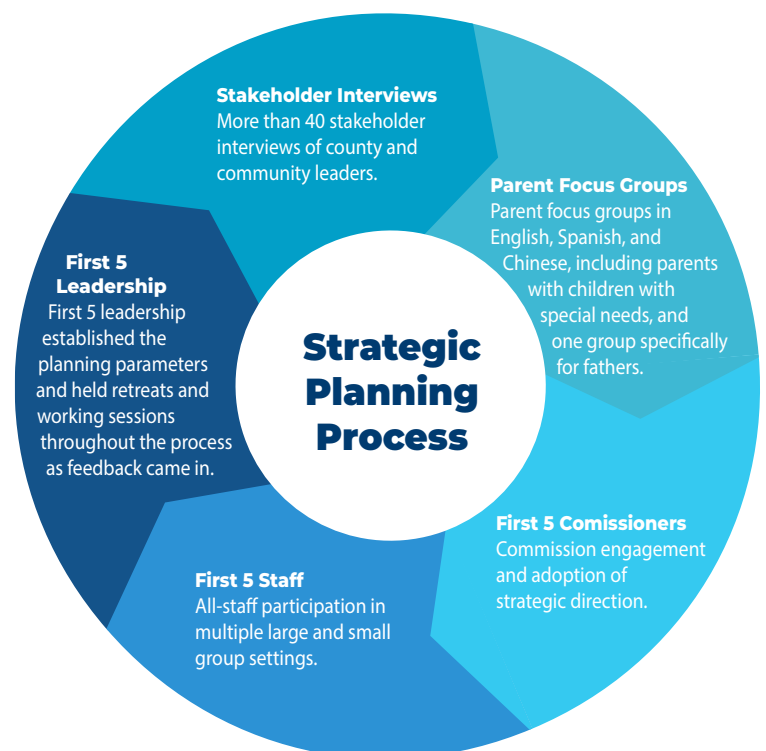 Stakeholder Interviews
More than 40 stakeholder
interviews of county and
community leaders.
Parent Focus Groups
Parent focus groups in
English, Spanish, and
Chinese, including parents
with children with
special needs, and
one group specifically
for fathers.
First 5 Comissioners
Commission engagement
and adoption of
strategic direction.
First 5 Staff
All-staff participation in
multiple large and small
group settings.
First 5
Leadership
First 5 leadership
established the
planning parameters
and held retreats and
working sessions
throughout the process
as feedback came in.
Strategic
Planning
Process